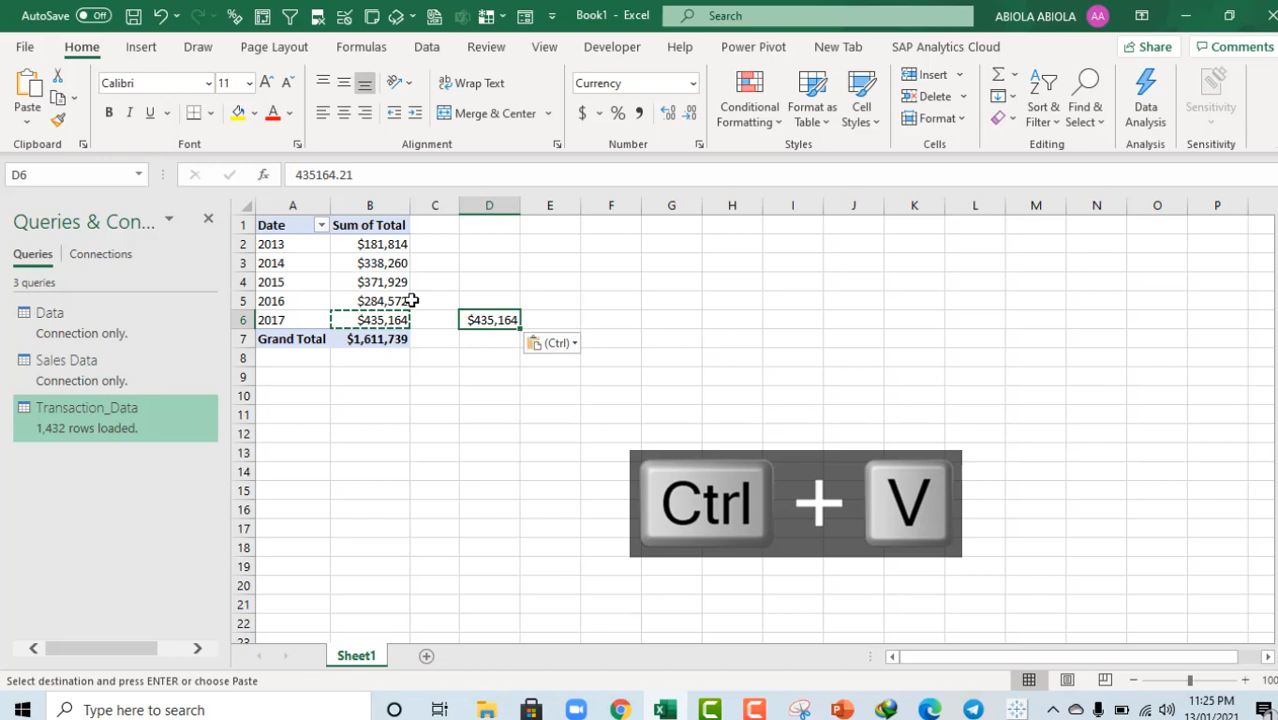 AutoSave Off Book1 - Excel Search ABIOLA ABIOLA AA
File Home Insert Draw Page Layout Formulas Data Review View Developer Help Power Pivot New Tab SAP Analytics Cloud Share Comments
Paste Calibri 11 A A Wrap Text Currency Conditional Formatting Format as Table Cell Styles Insert Delete Format Sort & Filter Find & Select Data Analysis Sensitivity
B I U A Merge & Center $ %
Clipboard Font Alignment Number Styles Cells Editing Analysis Sensitivity
D6 fx 435164.21
Queries & Con...
Queries Connections
3 queries
Data
Connection only.
Sales Data
Connection only.
Transaction_Data
1,432 rows loaded.
A B C D E F G H I J K L M N O P
1 Date Sum of Total
2 2013 $181,814
3 2014 $338,260
4 2015 $371,929
5 2016 $284,572
6 2017 $435,164 $435,164
7 Grand Total $1,611,739
(Ctrl)
8
9
10
11
12
13
14
15
16
17
18
19
20
21
22
23
Ctrl + V
Sheet1
Select destination and press ENTER or choose Paste 100
Type here to search 11:25 PM
13/01/2021